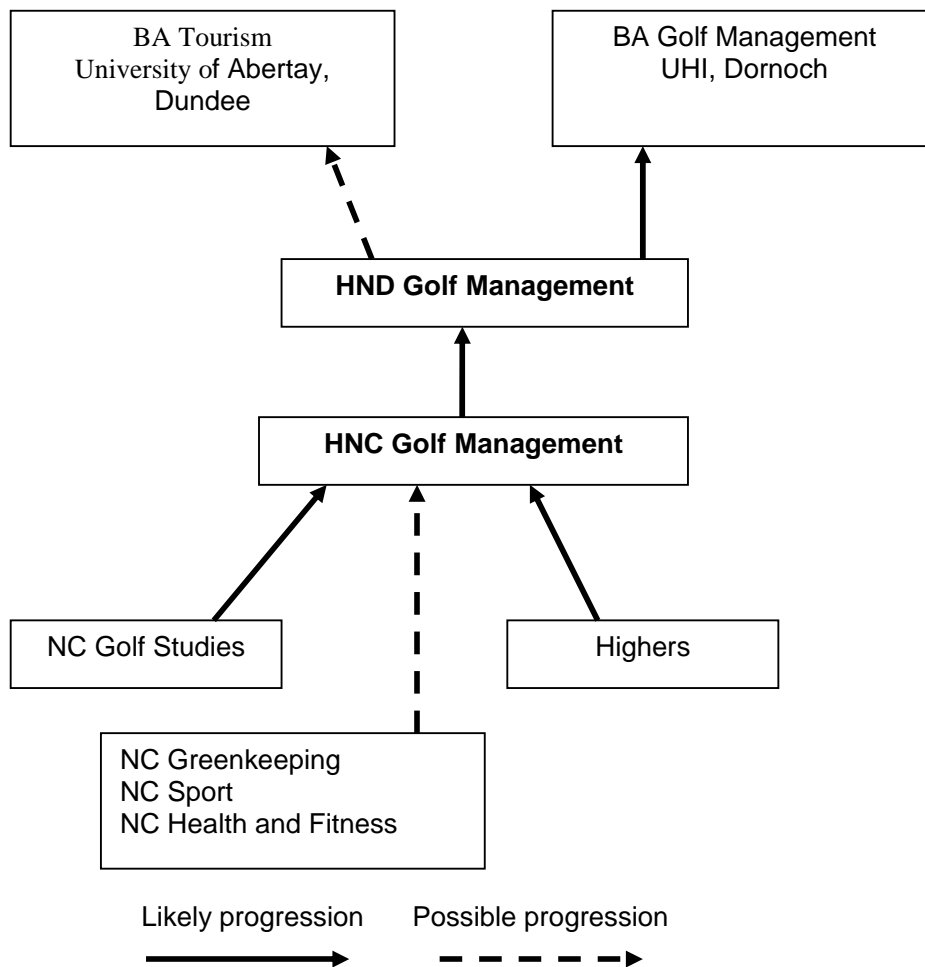 BA Tourism
University of Abertay,
Dundee
BA Golf Management
UHI, Dornoch
HND Golf Management
HNC Golf Management
NC Golf Studies
Highers
NC Greenkeeping
NC Sport
NC Health and Fitness
Likely progression
Possible progression